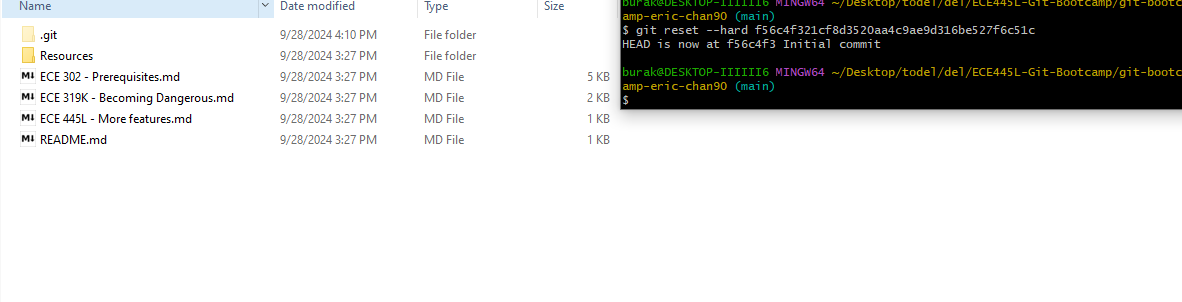 Name Date modified Type Size
.git 9/28/2024 4:10 PM File folder
Resources 9/28/2024 3:27 PM File folder
M↓ ECE 302 - Prerequisites.md 9/28/2024 3:27 PM MD File 5 KB
M↓ ECE 319K - Becoming Dangerous.md 9/28/2024 3:27 PM MD File 2 KB
M↓ ECE 445L - More features.md 9/28/2024 3:27 PM MD File 1 KB
M↓ README.md 9/28/2024 3:27 PM MD File 1 KB
burak@DESKTOP-IIIIII6 MINGW64 ~/Desktop/todel/del/ECE445L-Git-Bootcamp/git-bootc
amp-eric-chan90 (main)
$ git reset --hard f56c4f321cf8d3520aa4c9ae9d316be527f6c51c
HEAD is now at f56c4f3 Initial commit
burak@DESKTOP-IIIIII6 MINGW64 ~/Desktop/todel/del/ECE445L-Git-Bootcamp/git-bootc
amp-eric-chan90 (main)
$